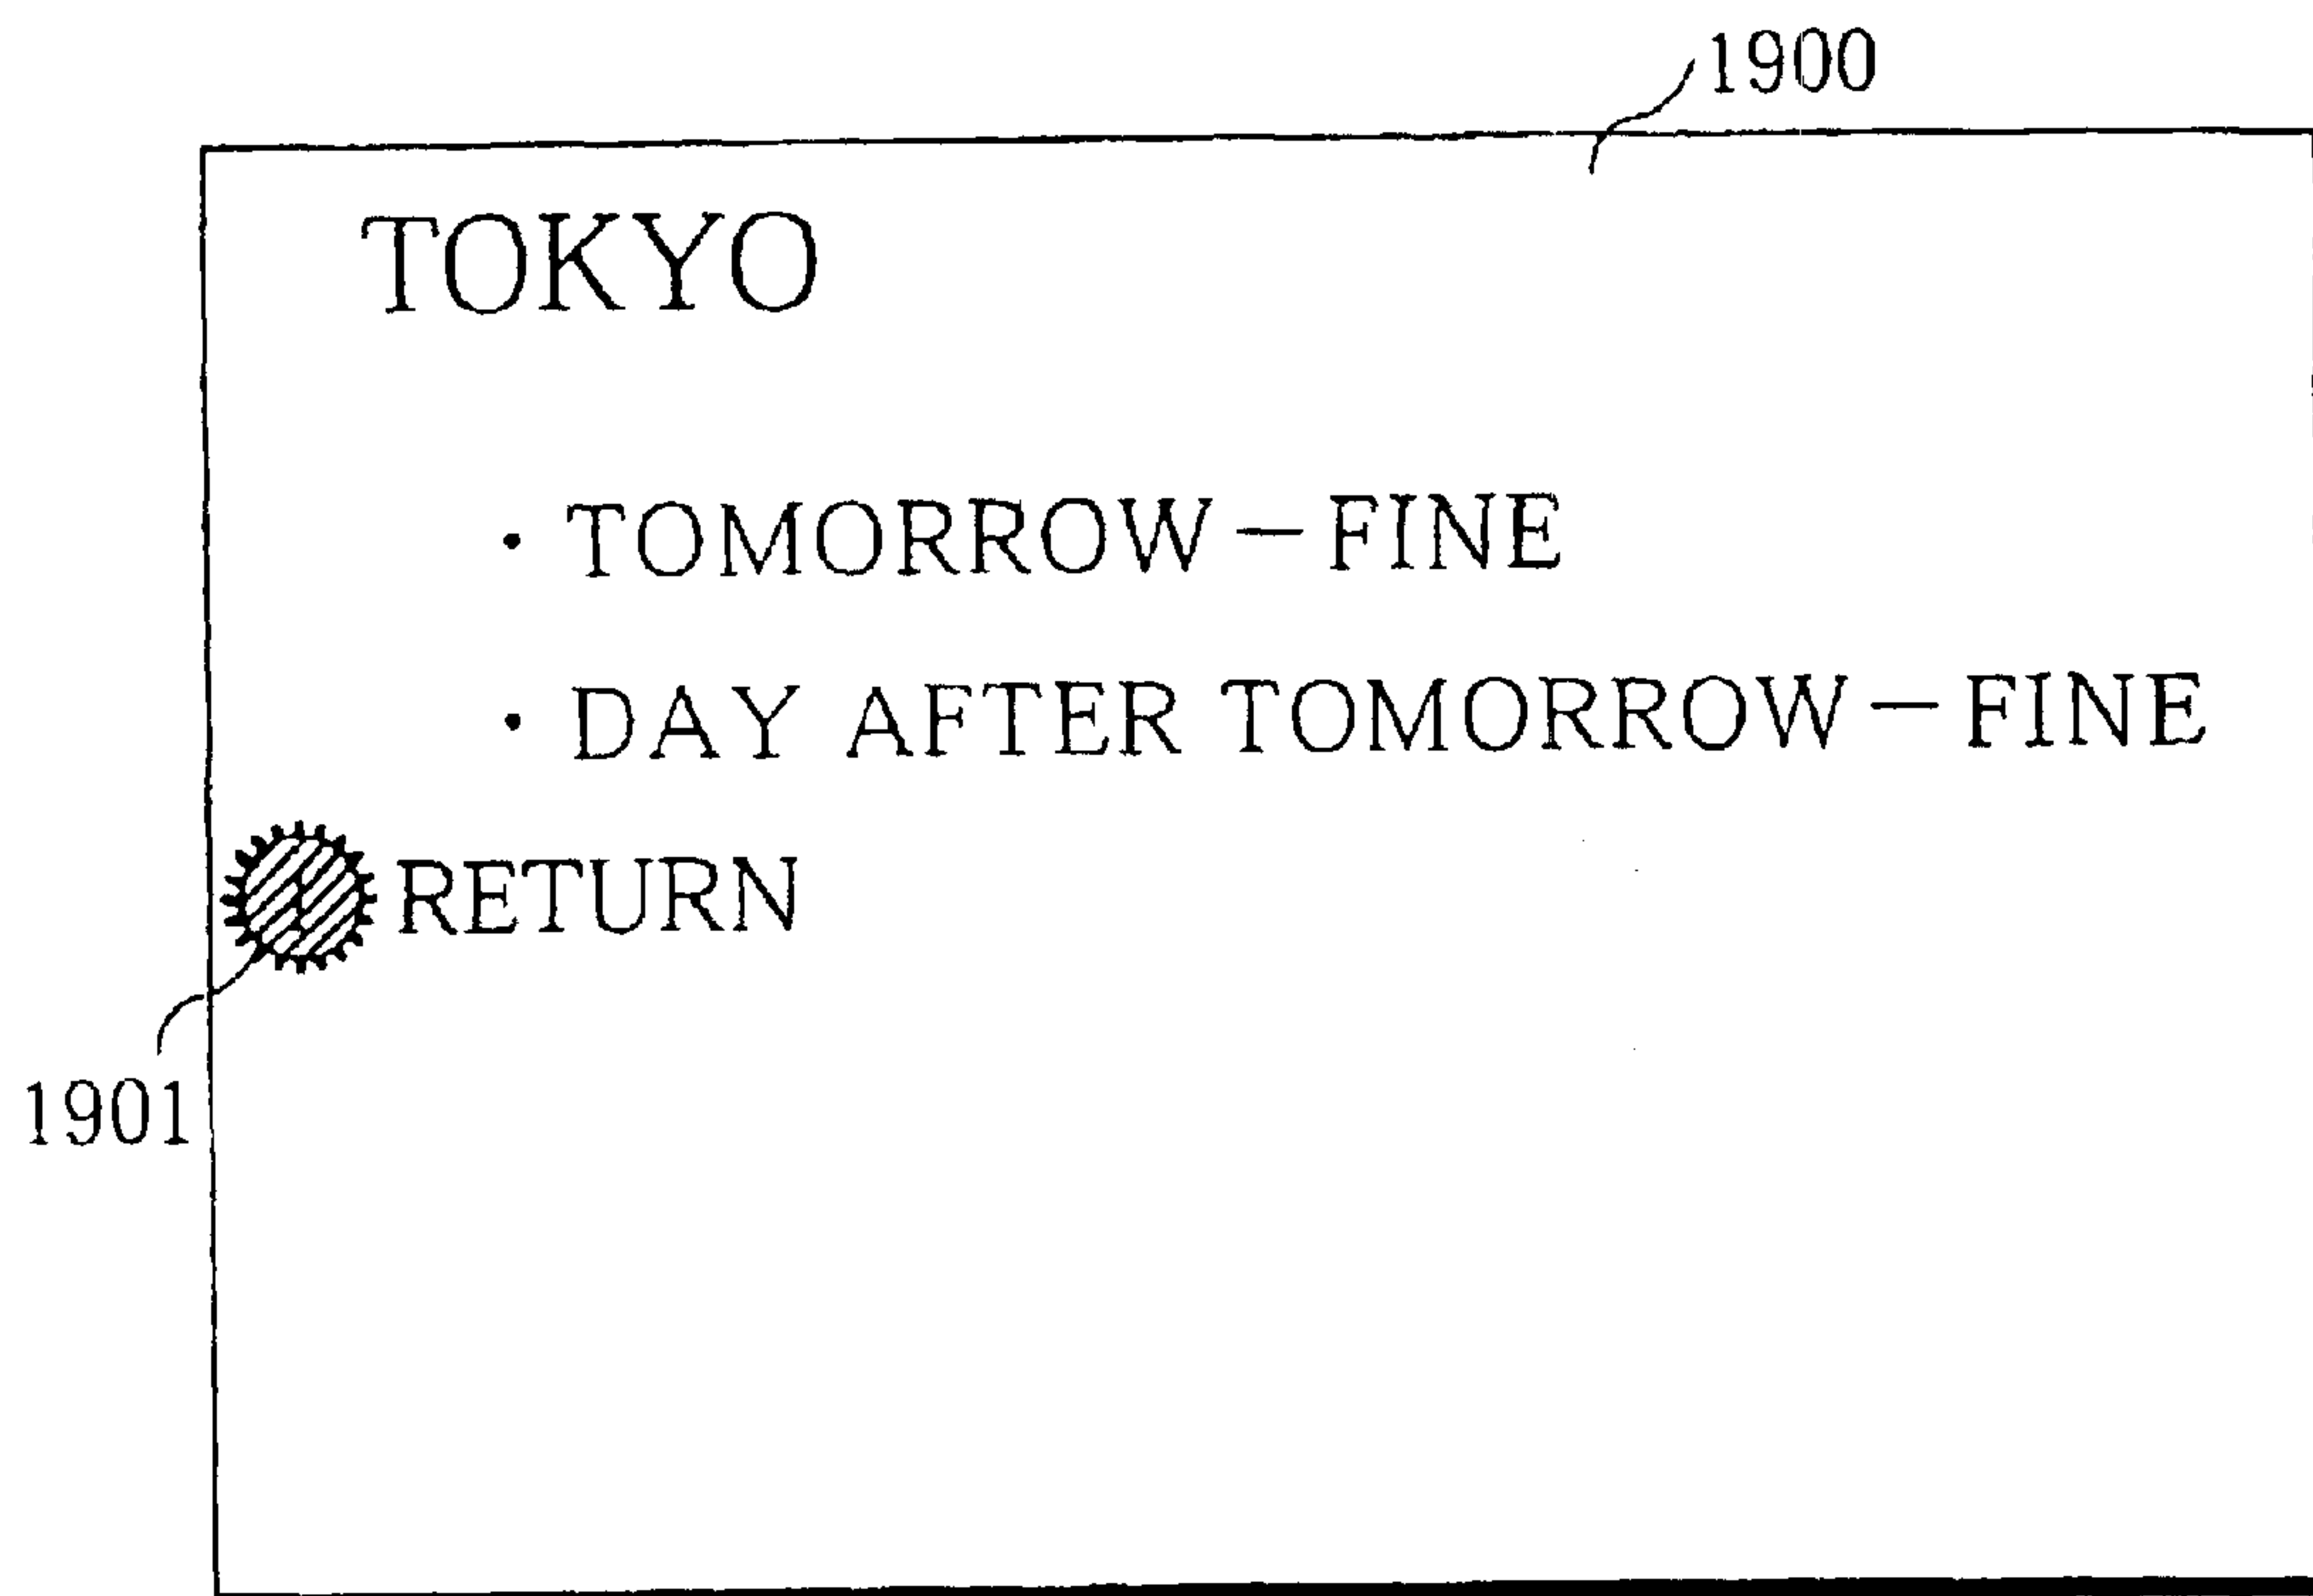 1900
TOKYO
· TOMORROW—FINE
· DAY AFTER TOMORROW—FINE
RETURN
1901